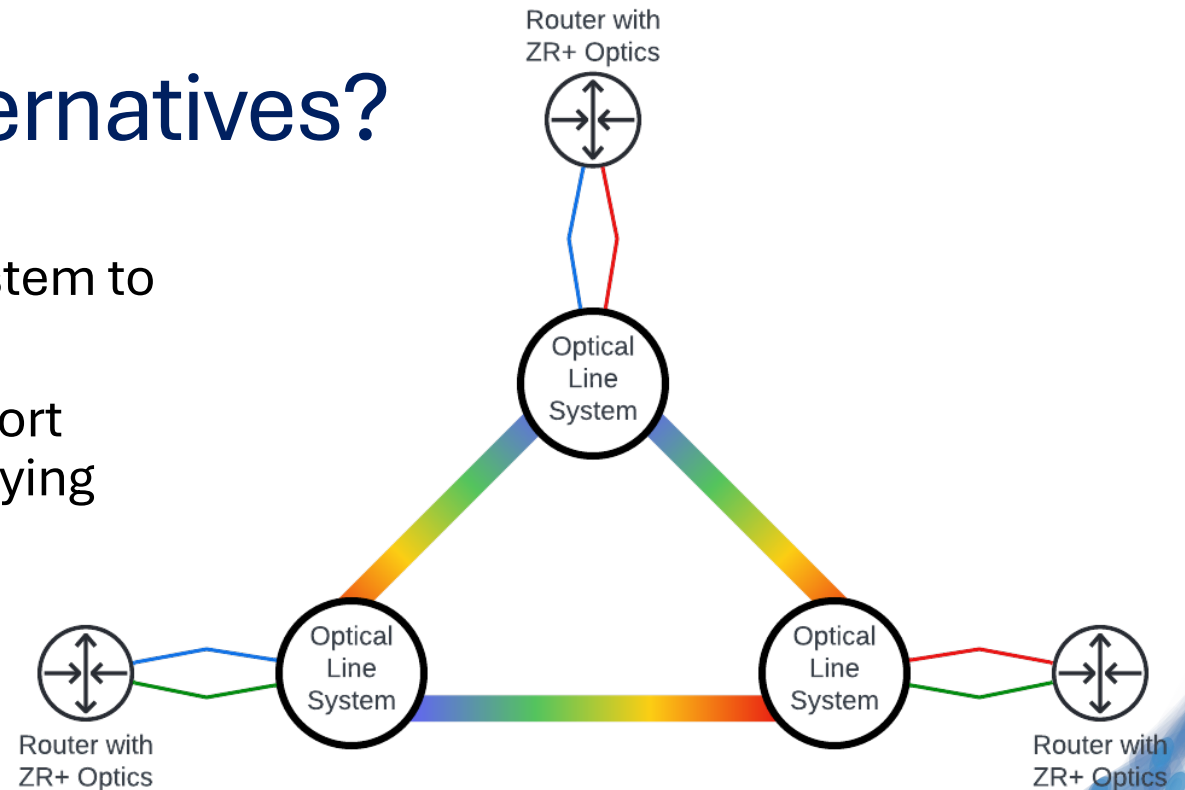 Router with
ZR+ Optics
ernatives?
stem to
ort
ying
Optical
Line
System
Optical
Line
System
Optical
Line
System
Router with
ZR+ Optics
Router with
ZR+ Optics